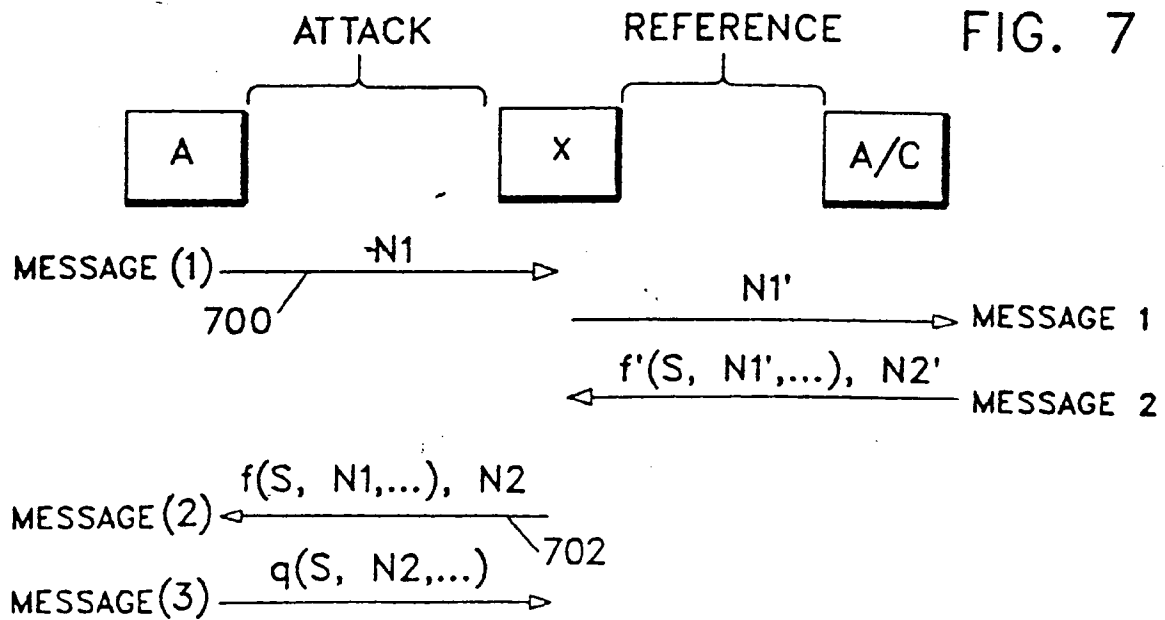 ATTACK REFERENCE FIG. 7
A X A/C
MESSAGE (1) N1
700
N1' MESSAGE 1
f'(S, N1',...), N2' MESSAGE 2
f(S, N1,...), N2
MESSAGE (2) 702
q(S, N2,...)
MESSAGE (3)